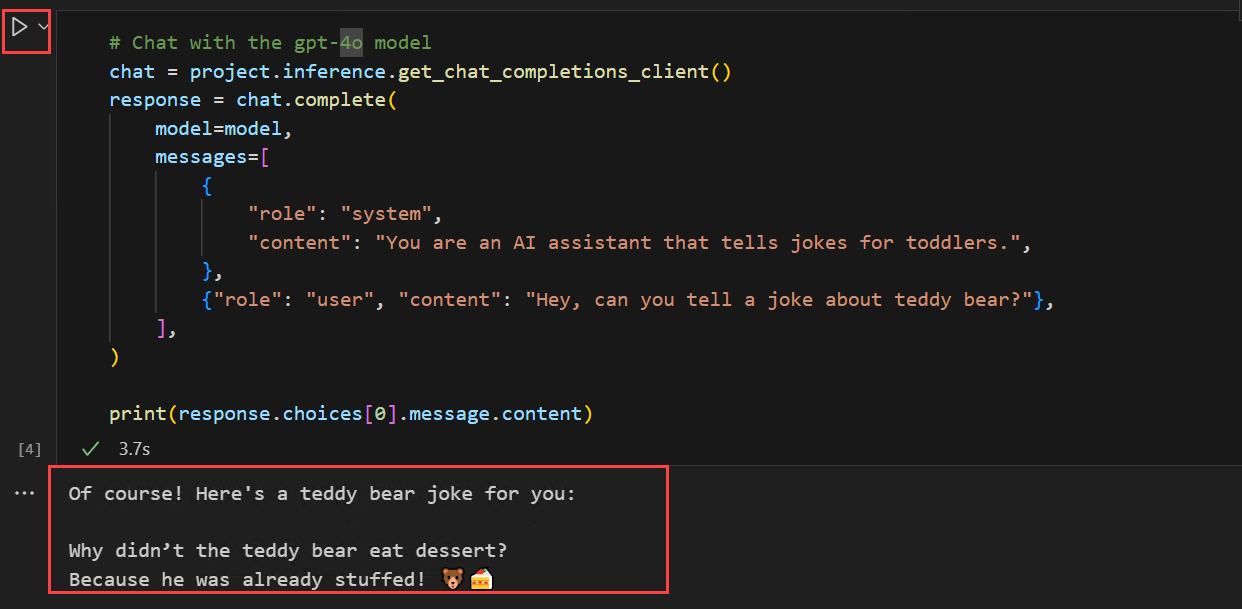 # Chat with the gpt-4o model
chat = project.inference.get_chat_completions_client()
response = chat.complete(
    model=model,
    messages=[
        {
            "role": "system",
            "content": "You are an AI assistant that tells jokes for toddlers.",
        },
        {"role": "user", "content": "Hey, can you tell a joke about teddy bear?"},
    ],
)
print(response.choices[0].message.content)
[4] ✓ 3.7s
... Of course! Here's a teddy bear joke for you:
Why didn’t the teddy bear eat dessert?
Because he was already stuffed! 🐻🍰